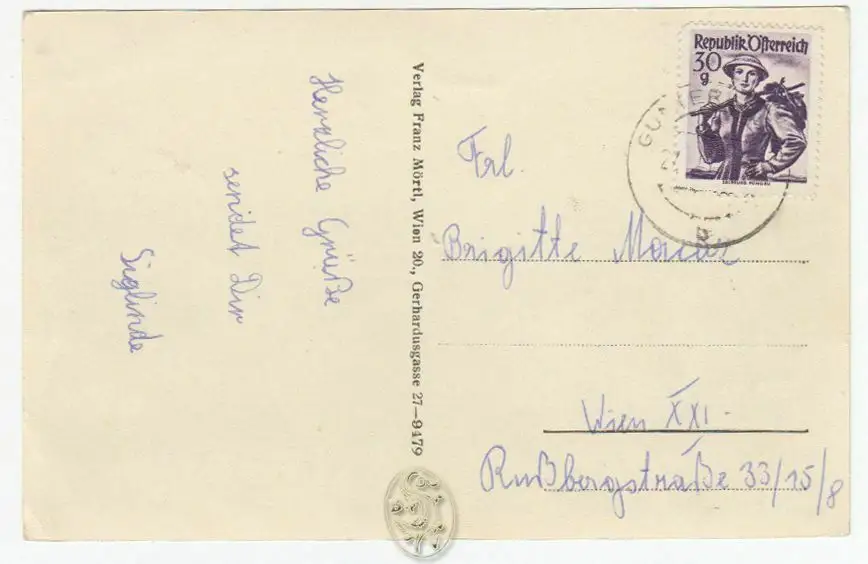 Herzliche Grüße
sendet Dir
Siglinde
Verlag Franz Mörtl, Wien 20., Gerhardusgasse 27–9479
Republik Österreich
30
g
b
Frl.
Brigitte
Wien XXI.
Rußbergstraße 33/15/8